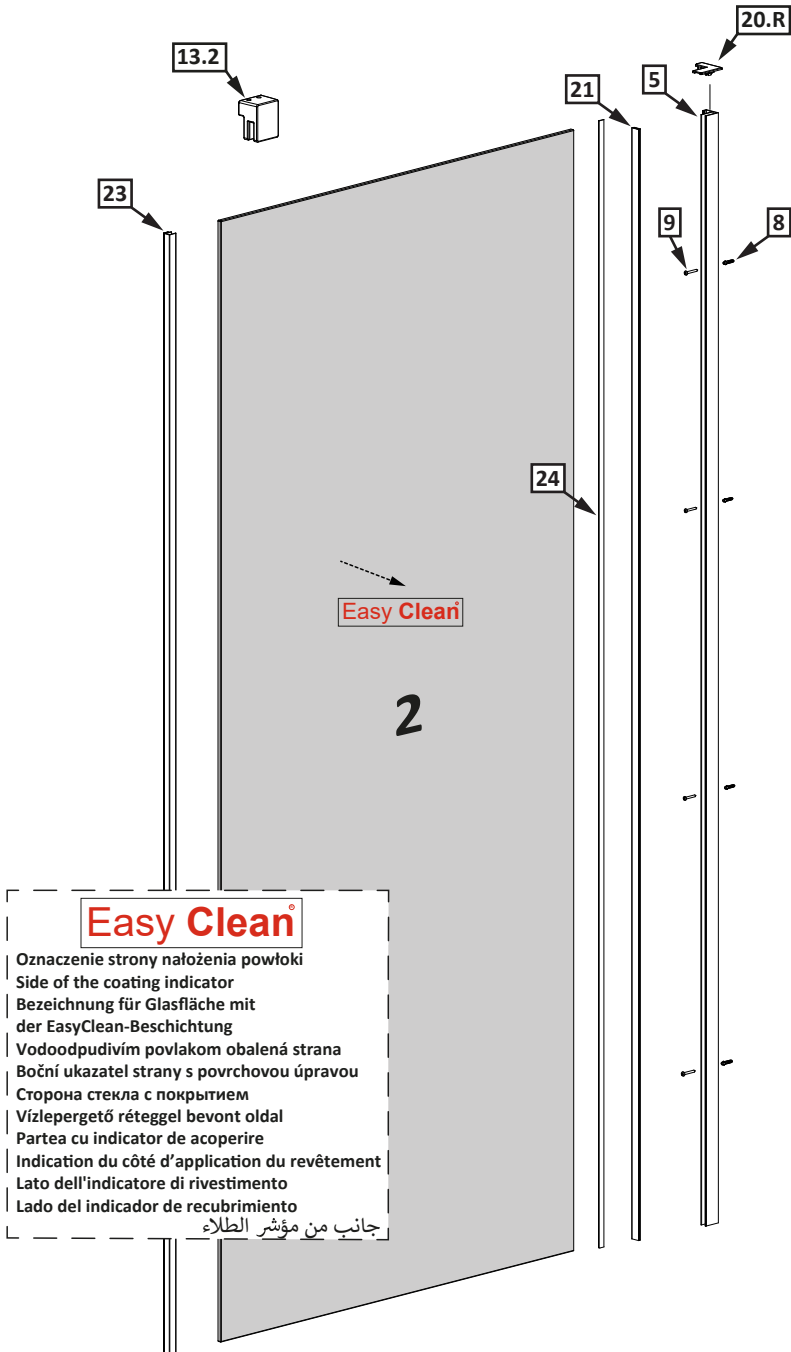 20.R
13.2
5
21
23
9
8
24
Easy Clean
2
Easy Clean®
Oznaczenie strony nałożenia powłoki
Side of the coating indicator
Bezeichnung für Glasfläche mit
der EasyClean-Beschichtung
Vodoodpudivím povlakom obalená strana
Boční ukazatel strany s povrchovou úpravou
Сторона стекла с покрытием
Vízlepergető réteggel bevont oldal
Partea cu indicator de acoperire
Indication du côté d’application du revêtement
Lato dell'indicatore di rivestimento
Lado del indicador de recubrimiento
جانب من مؤشر الطلاء